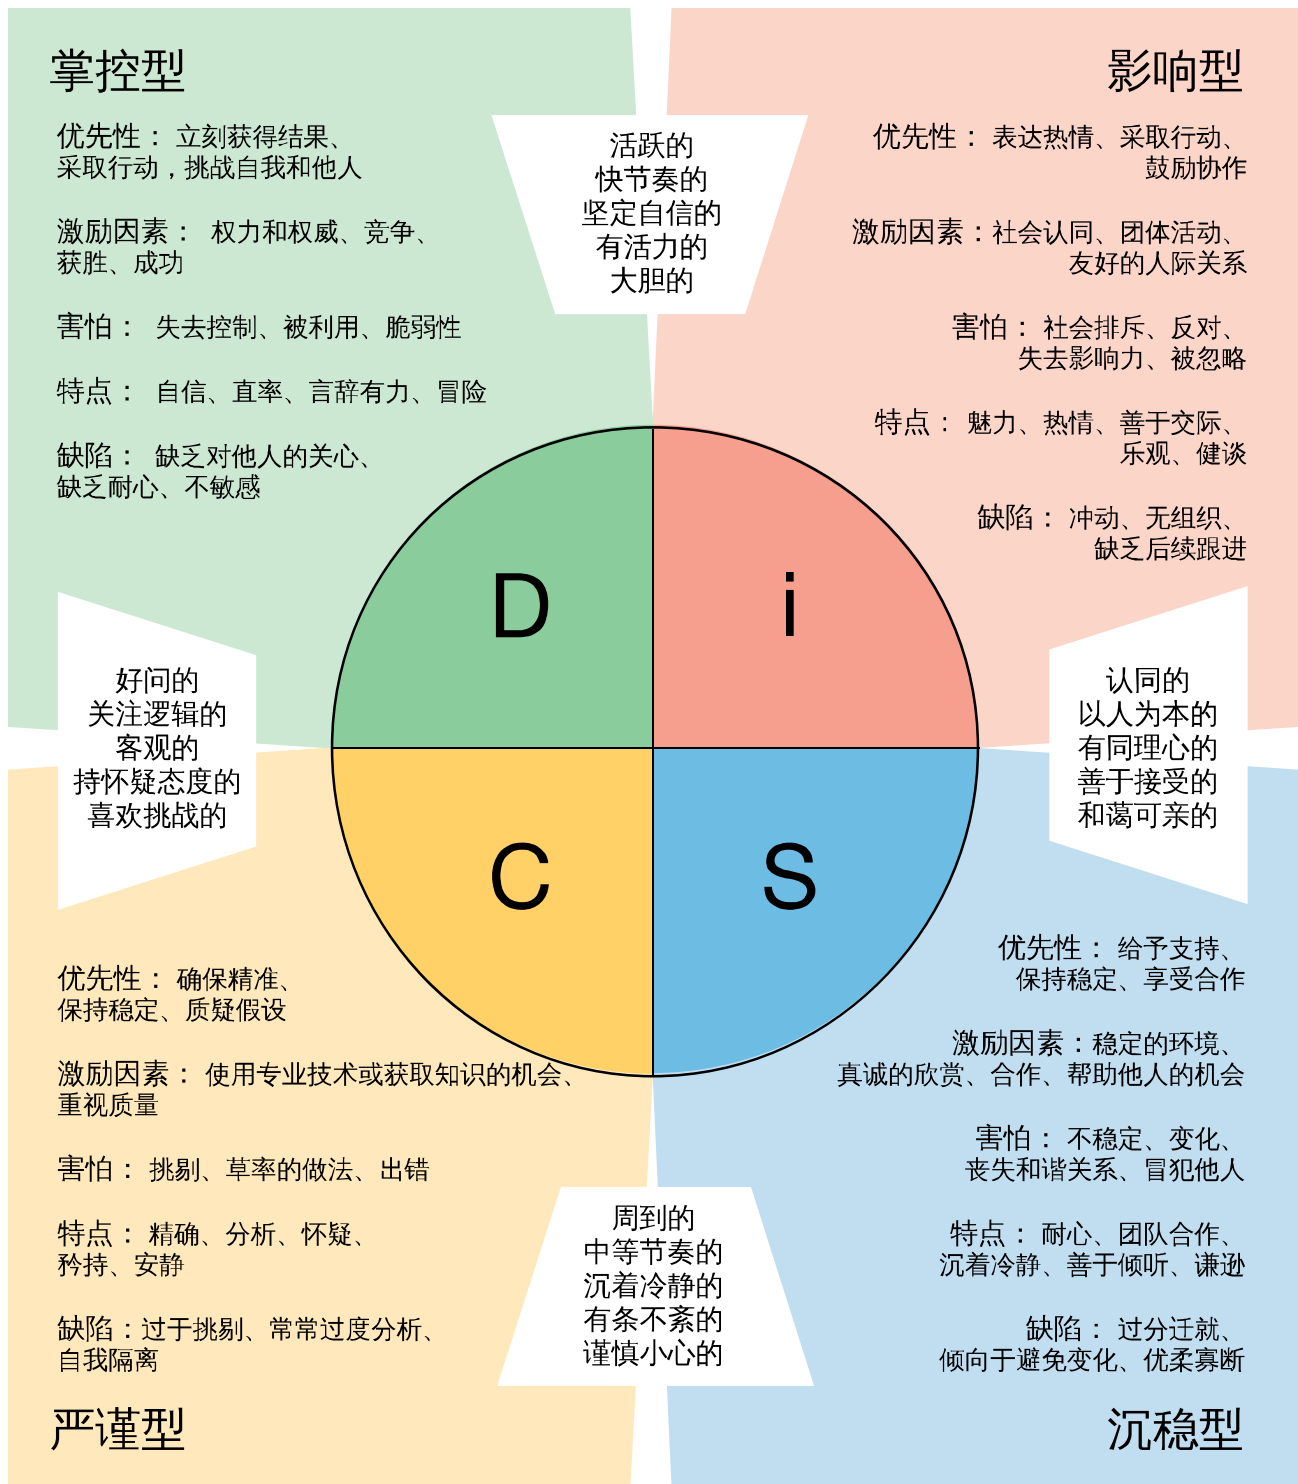 掌控型
优先性： 立刻获得结果、
采取行动，挑战自我和他人
激励因素： 权力和权威、竞争、
获胜、成功
害怕： 失去控制、被利用、脆弱性
特点： 自信、直率、言辞有力、冒险
缺陷： 缺乏对他人的关心、
缺乏耐心、不敏感
活跃的
快节奏的
坚定自信的
有活力的
大胆的
影响型
优先性： 表达热情、采取行动、
鼓励协作
激励因素：社会认同、团体活动、
友好的人际关系
害怕： 社会排斥、反对、
失去影响力、被忽略
特点： 魅力、热情、善于交际、
乐观、健谈
缺陷： 冲动、无组织、
缺乏后续跟进
D
i
好问的
关注逻辑的
客观的
持怀疑态度的
喜欢挑战的
认同的
以人为本的
有同理心的
善于接受的
和蔼可亲的
C
S
优先性： 确保精准、
保持稳定、质疑假设
激励因素： 使用专业技术或获取知识的机会、
重视质量
害怕： 挑剔、草率的做法、出错
特点： 精确、分析、怀疑、
矜持、安静
缺陷：过于挑剔、常常过度分析、
自我隔离
严谨型
周到的
中等节奏的
沉着冷静的
有条不紊的
谨慎小心的
优先性： 给予支持、
保持稳定、享受合作
激励因素：稳定的环境、
真诚的欣赏、合作、帮助他人的机会
害怕： 不稳定、变化、
丧失和谐关系、冒犯他人
特点： 耐心、团队合作、
沉着冷静、善于倾听、谦逊
缺陷： 过分迁就、
倾向于避免变化、优柔寡断
沉稳型